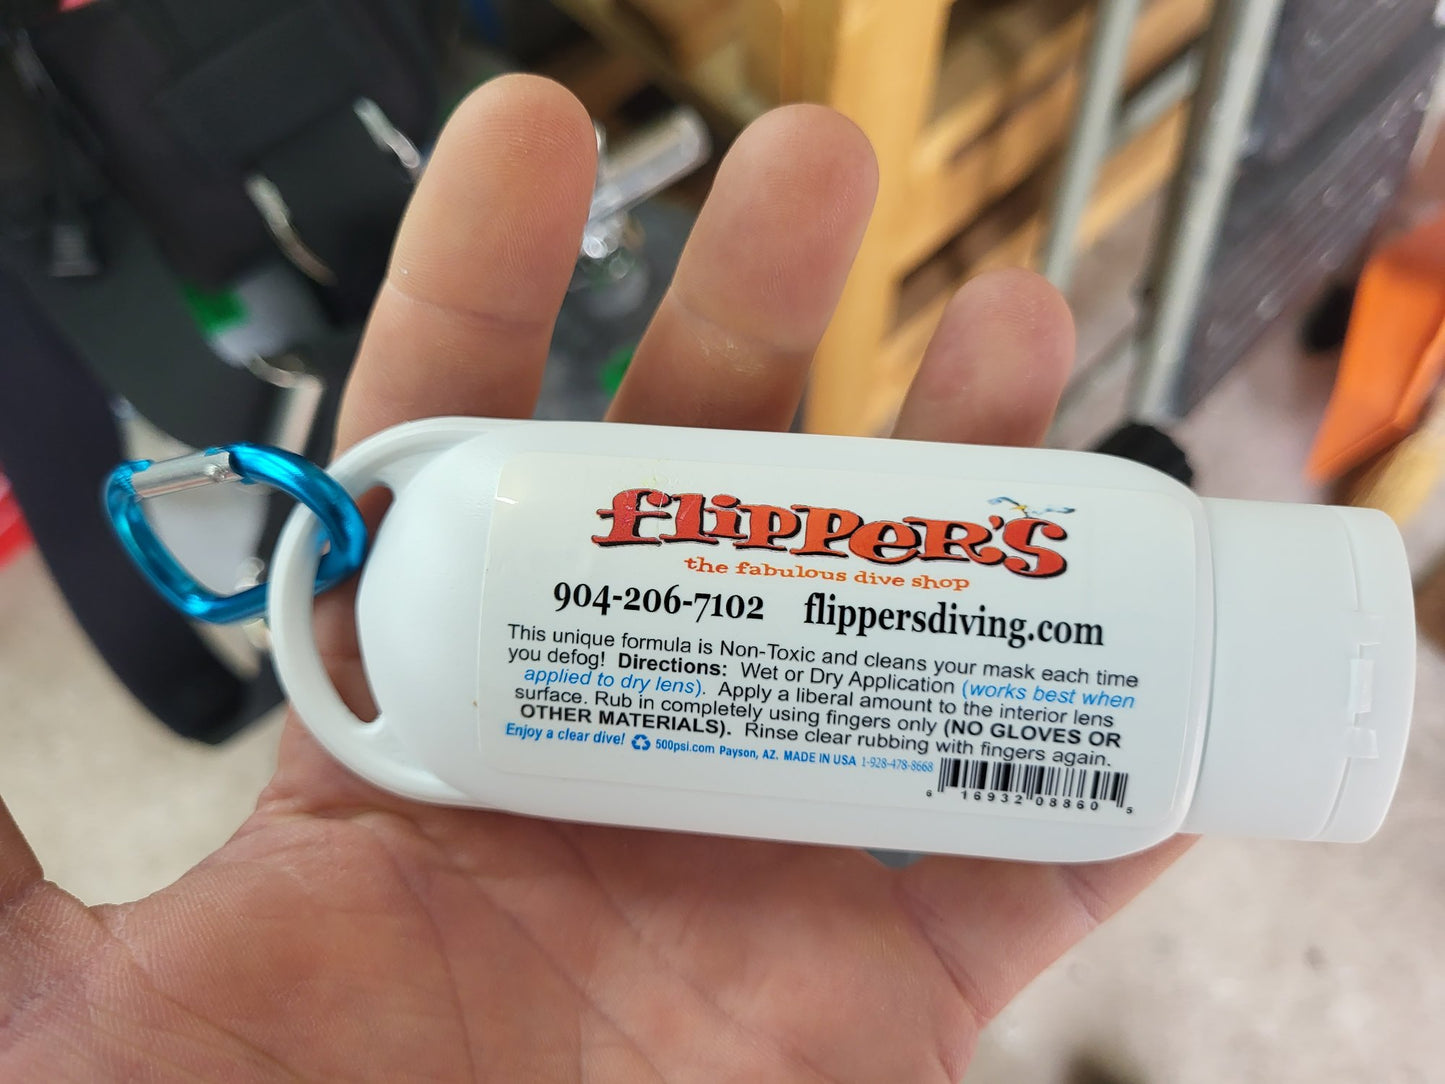 flipper's
the fabulous dive shop
904-206-7102 flippersdiving.com
This unique formula is Non-Toxic and cleans your mask each time
you defog! Directions: Wet or Dry Application (works best when
applied to dry lens). Apply a liberal amount to the interior lens
surface. Rub in completely using fingers only (NO GLOVES OR
OTHER MATERIALS). Rinse clear rubbing with fingers again.
Enjoy a clear dive! 500psi.com Payson, AZ. MADE IN USA 1-928-478-8668
6 16932 08860 5